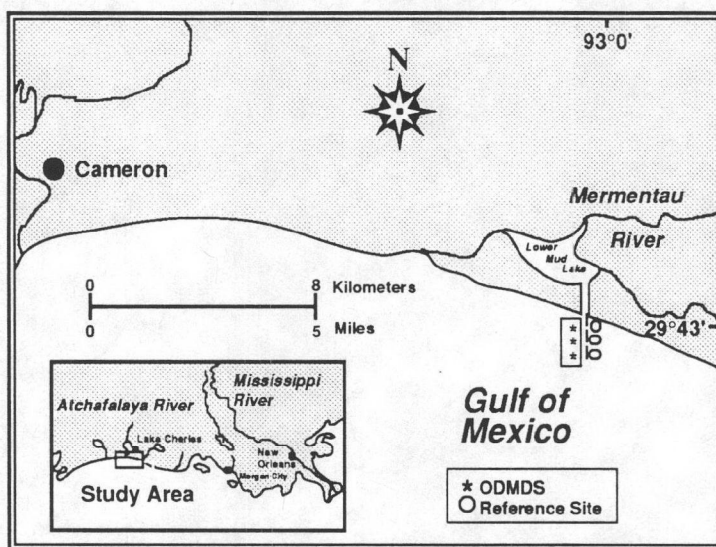 93°0'
N
Cameron
Mermentau
River
Lower
Mud
Lake
0 8 Kilometers
0 5 Miles
29°43'
Mississippi
River
Atchafalaya River
Lake Charles
New
Orleans
Morgan City
Study Area
Gulf of
Mexico
* ODMDS
O Reference Site